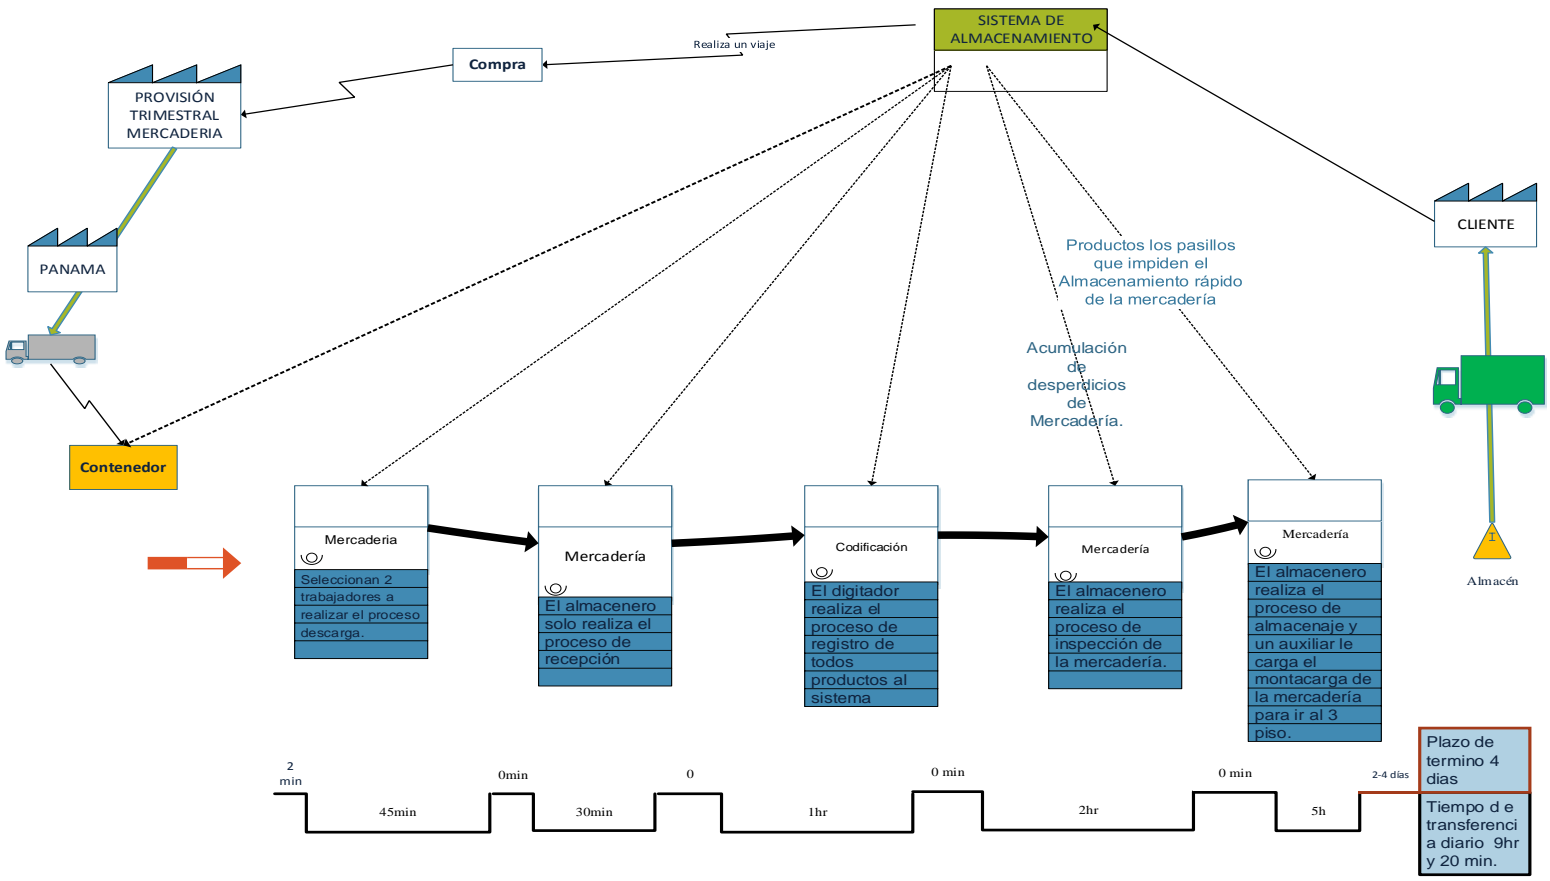 SISTEMA DE
ALMACENAMIENTO
Realiza un viaje
Compra
PROVISIÓN
TRIMESTRAL
MERCADERIA
PANAMA
CLIENTE
Productos los pasillos
que impiden el
Almacenamiento rápido
de la mercadería
Acumulación
de
desperdicios
de
Mercadería.
Contenedor
Mercaderia
Seleccionan 2
trabajadores a
realizar el proceso
descarga.
Mercadería
El almacenero
solo realiza el
proceso de
recepción
Codificación
El digitador
realiza el
proceso de
registro de
todos
productos al
sistema
Mercadería
El almacenero
realiza el
proceso de
inspección de
la mercadería.
Mercadería
El almacenero
realiza el
proceso de
almacenaje y
un auxiliar le
carga el
montacarga de
la mercadería
para ir al 3
piso.
I
Almacén
2
min
45min
0min
30min
0
1hr
0 min
2hr
0 min
5h
2-4 días
Plazo de
termino 4
dias
Tiempo d e
transferenci
a diario 9hr
y 20 min.